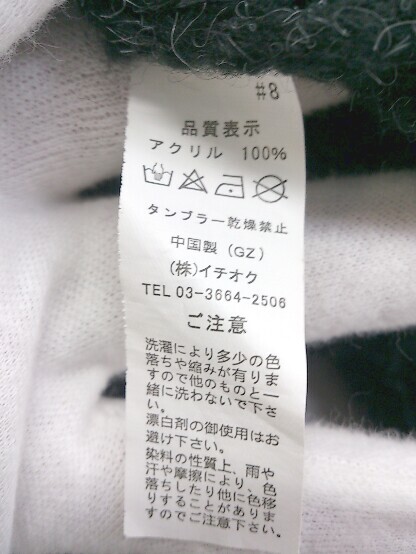 #8
品質表示
アクリル 100%
タンブラー乾燥禁止
中国製(GZ)
(株)イチオク
TEL 03-3664-2506
ご注意
洗濯により多少の色
落ちや縮みが有りま
すので他のものと一
緒に洗わないで下さ
い。
漂白剤の御使用はお
避け下さい。
染料の性質上、雨や
汗や摩擦により、色
落ちしたり他に色移
りすることがありま
すのでご注意下さい。